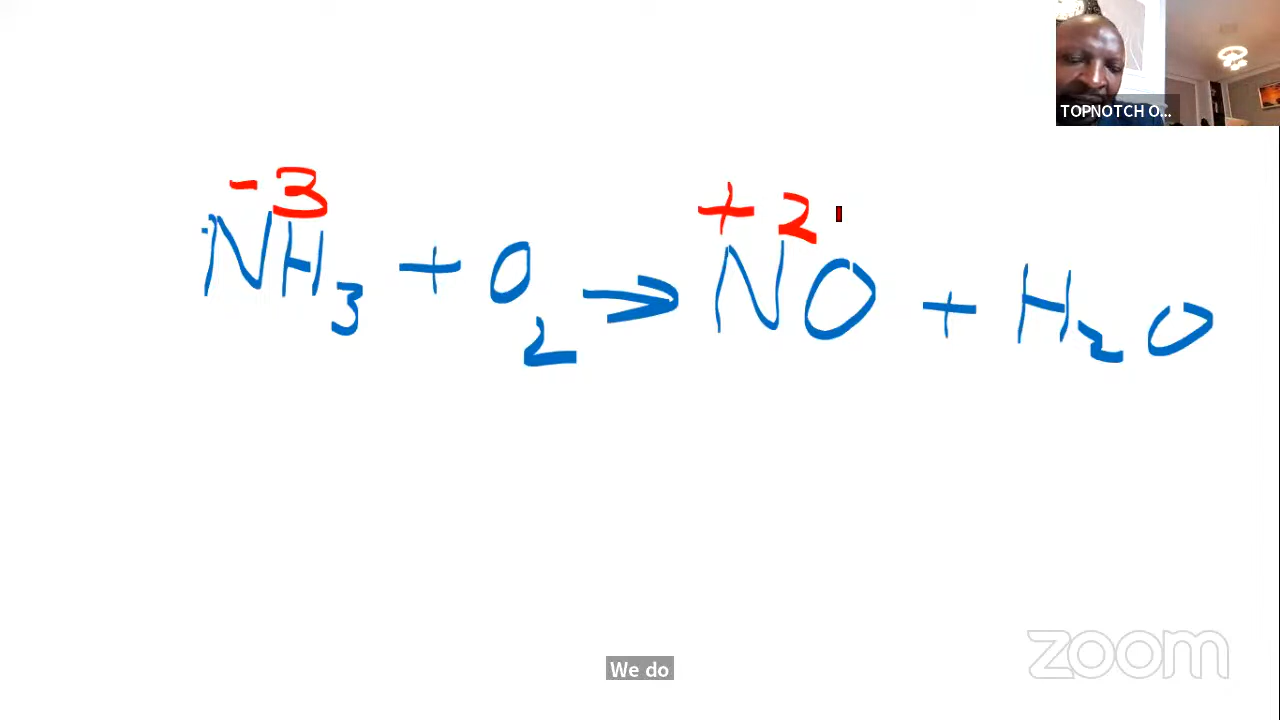 TOPNOTCH O...
-3 +2
NH3 + O2 → NO + H2O
We do
zoom